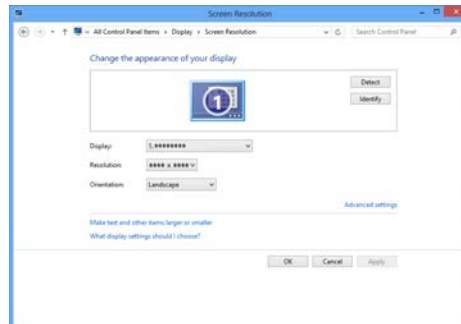 Screen Resolution
All Control Panel Items ▸ Display ▸ Screen Resolution
Search Control Panel
Change the appearance of your display
1
Detect
Identify
Display: 1. ********
Resolution: **** x ****
Orientation: Landscape
Advanced settings
Make text and other items larger or smaller
What display settings should I choose?
OK Cancel Apply